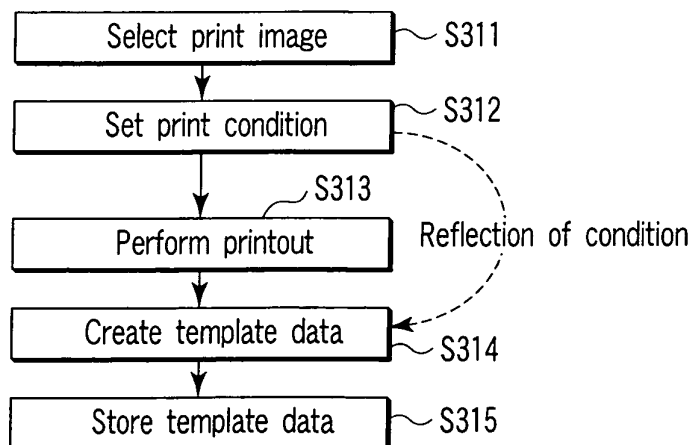 Select print image
S311
Set print condition
S312
S313
Perform printout
Reflection of condition
Create template data
S314
Store template data
S315